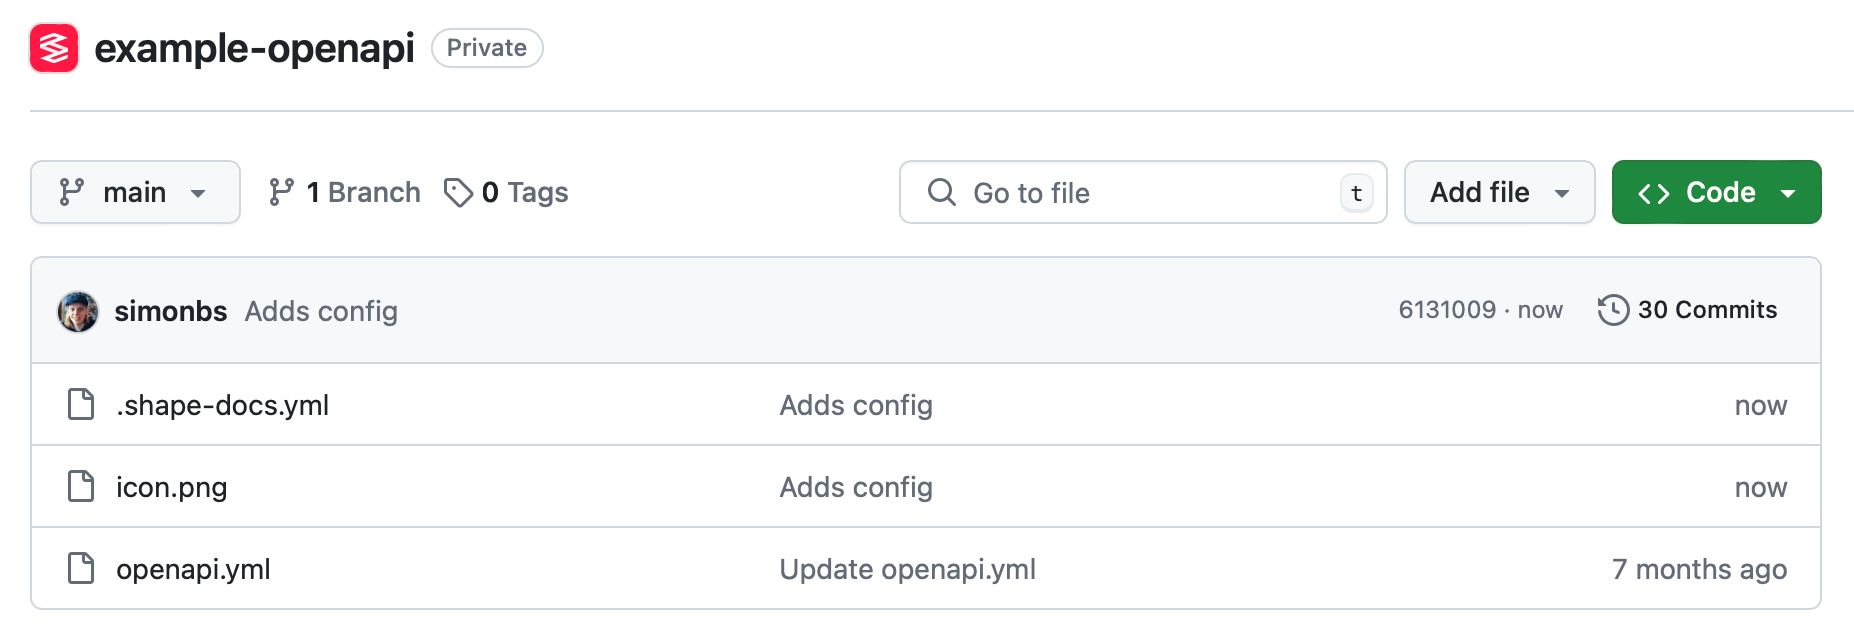 example-openapi Private
main 1 Branch 0 Tags Go to file t Add file Code
simonbs Adds config 6131009 · now 30 Commits
.shape-docs.yml Adds config now
icon.png Adds config now
openapi.yml Update openapi.yml 7 months ago